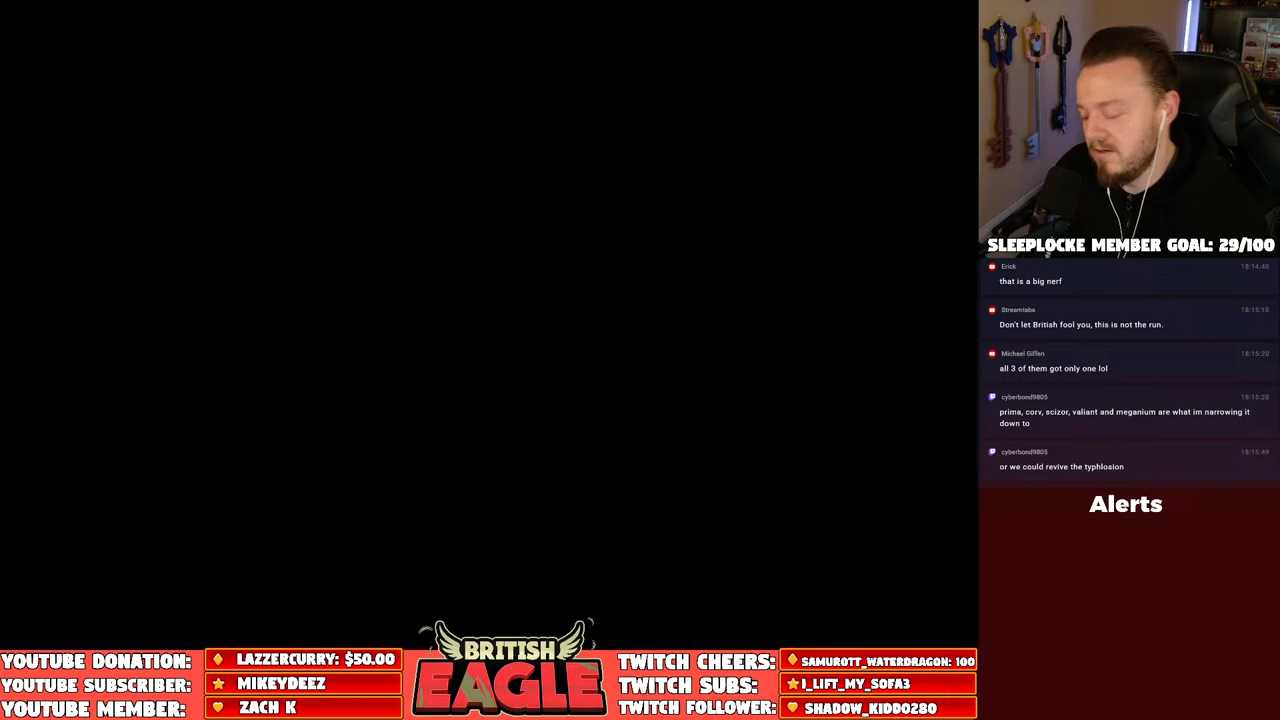 SLEEPLOCKE MEMBER GOAL: 29/100
Erick 18:14:40
that is a big nerf
Streamlabs 18:15:10
Don't let British fool you, this is not the run.
Michael Giffen 18:15:20
all 3 of them got only one lol
cyberbond9805 18:15:20
prima, corv, scizor, valiant and meganium are what im narrowing it
down to
cyberbond9805 18:15:49
or we could revive the typhlosion
Alerts
YOUTUBE DONATION: LAZZERCURRY: $50.00
YOUTUBE SUBSCRIBER: MIKEYDEEZ
YOUTUBE MEMBER: ZACH K
BRITISH
EAGLE
TWITCH CHEERS: SAMUROTT_WATERDRAGON: 100
TWITCH SUBS: I_LIFT_MY_SOFA3
TWITCH FOLLOWER: SHADOW_KIDDO280